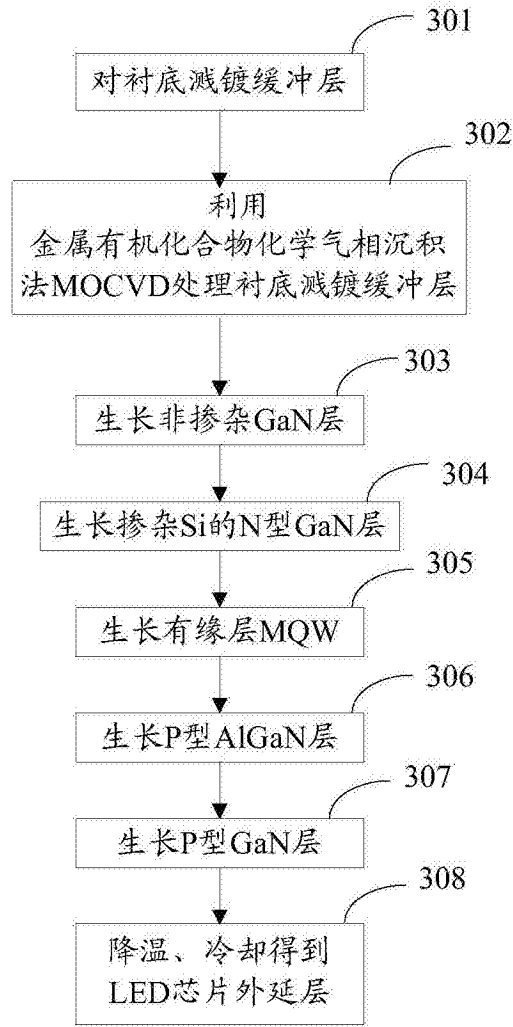 301
对衬底溅镀缓冲层
302
利用
金属有机化合物化学气相沉积
法MOCVD处理衬底溅镀缓冲层
303
生长非掺杂GaN层
304
生长掺杂Si的N型GaN层
305
生长有缘层MQW
306
生长P型AlGaN层
307
生长P型GaN层
308
降温、冷却得到
LED芯片外延层